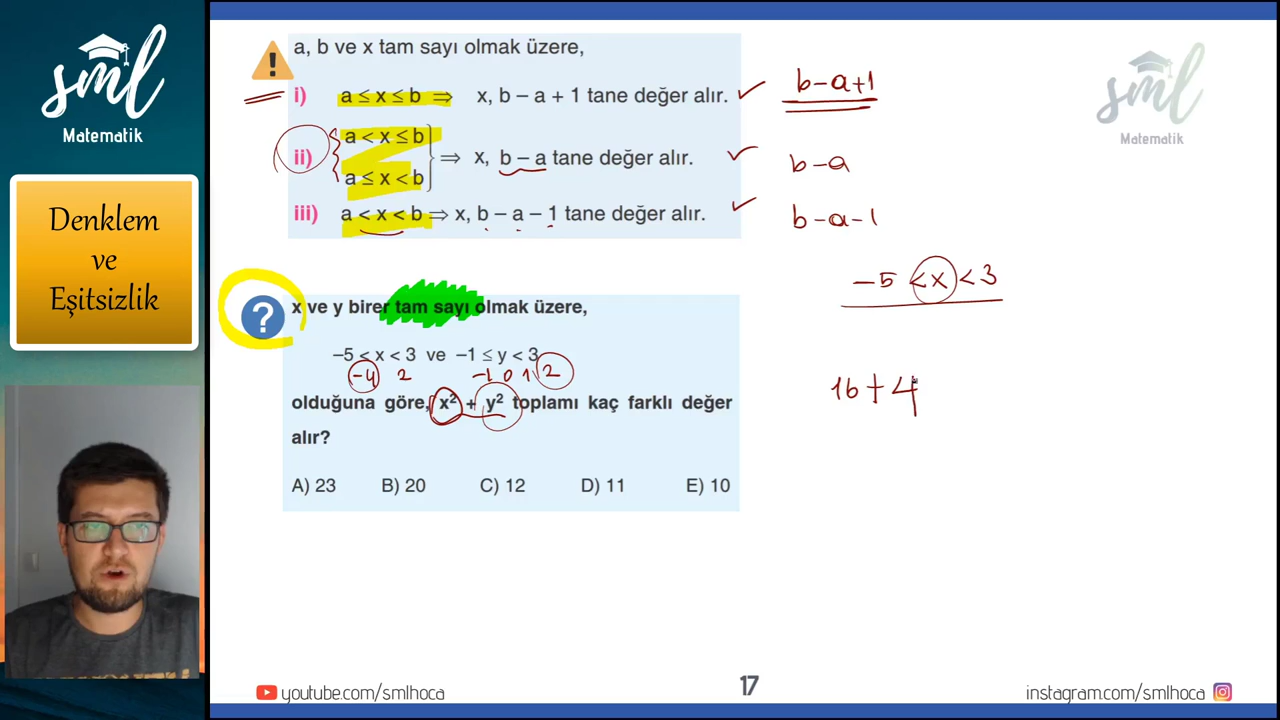 sml
Matematik
Denklem
ve
Eşitsizlik
a, b ve x tam sayı olmak üzere,
i) a ≤ x ≤ b ⇒ x, b – a + 1 tane değer alır.
b-a+1
ii) a < x ≤ b
a ≤ x < b
⇒ x, b – a tane değer alır.
b-a
iii) a < x < b ⇒ x, b – a – 1 tane değer alır.
b-a-1
sml
Matematik
-5 < x < 3
?
x ve y birer tam sayı olmak üzere,
–5 < x < 3 ve –1 ≤ y < 3
-4 2 -1 0 1 2
olduğuna göre, x² + y² toplamı kaç farklı değer
alır?
A) 23 B) 20 C) 12 D) 11 E) 10
16+4
youtube.com/smlhoca
17
instagram.com/smlhoca